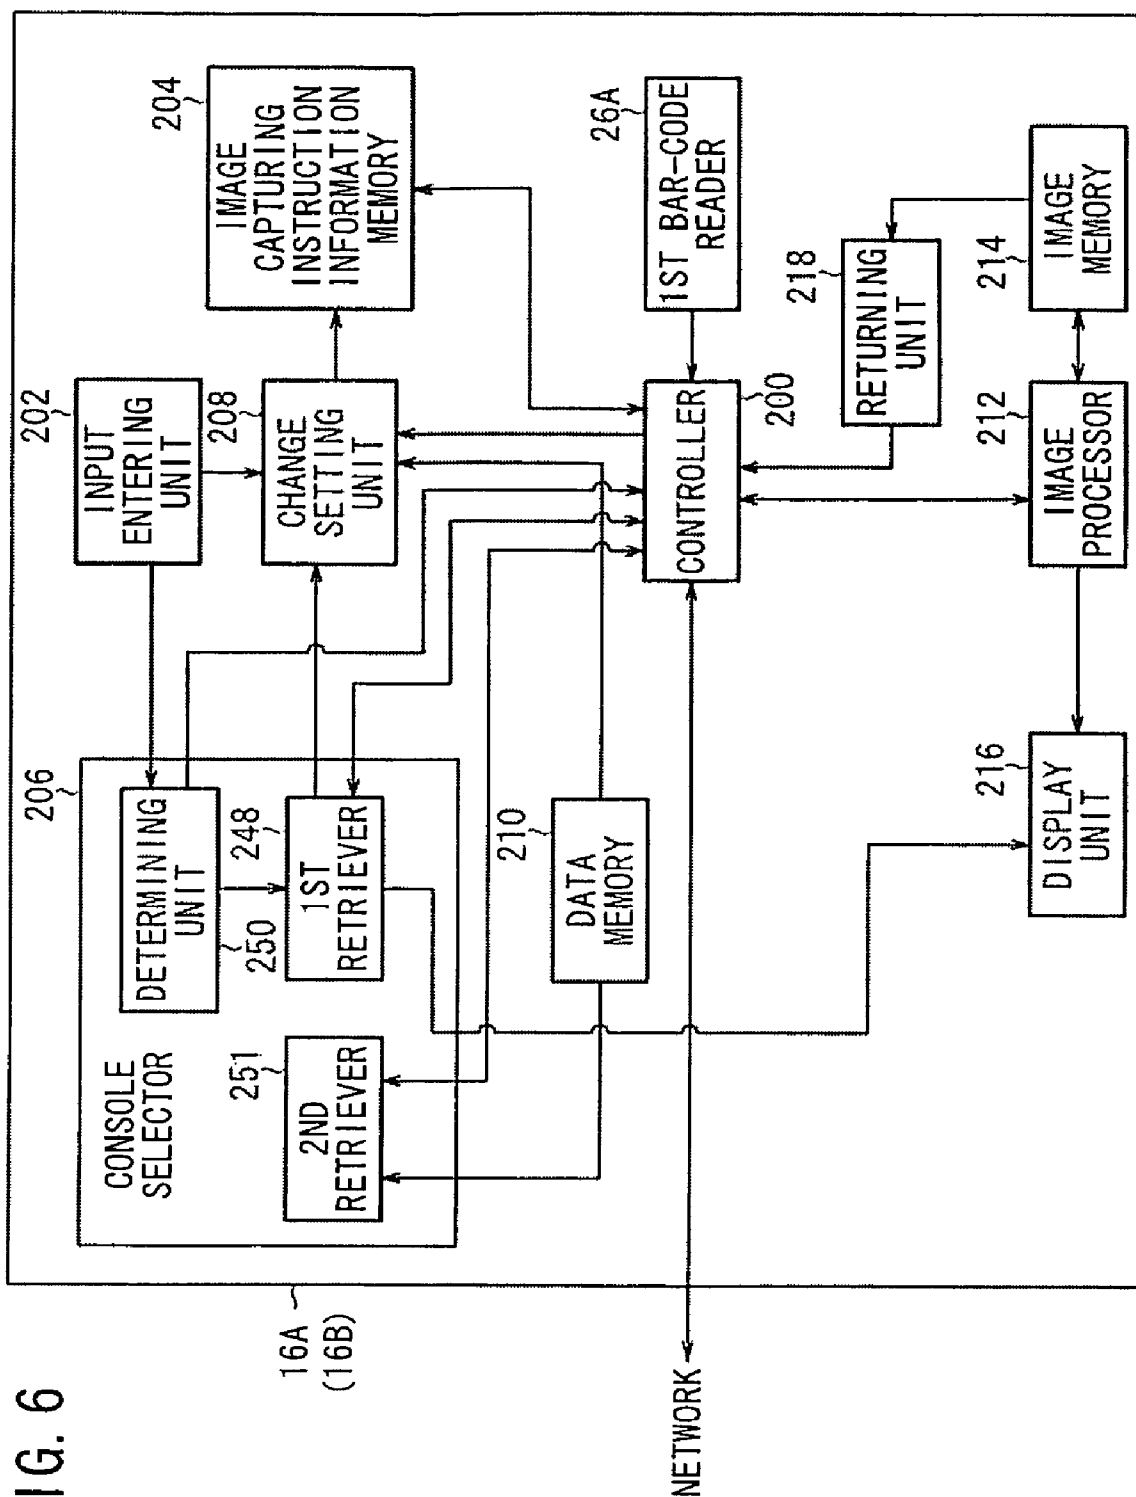 IG. 6
16A
(16B)
NETWORK
CONSOLE
SELECTOR
206
DETERMINING
UNIT
250
248
1ST
RETRIEVER
251
2ND
RETRIEVER
202
INPUT
ENTERING
UNIT
208
CHANGE
SETTING
UNIT
204
IMAGE
CAPTURING
INSTRUCTION
INFORMATION
MEMORY
210
DATA
MEMORY
26A
1ST BAR-CODE
READER
CONTROLLER
200
218
RETURNING
UNIT
216
DISPLAY
UNIT
212
IMAGE
PROCESSOR
214
IMAGE
MEMORY